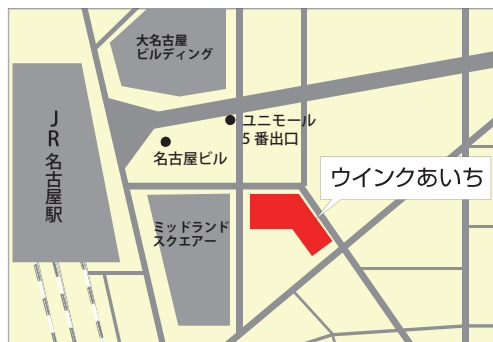 大名古屋
ビルディング
JR名古屋駅
ユニモール
5番出口
名古屋ビル
ウインクあいち
ミッドランド
スクエアー